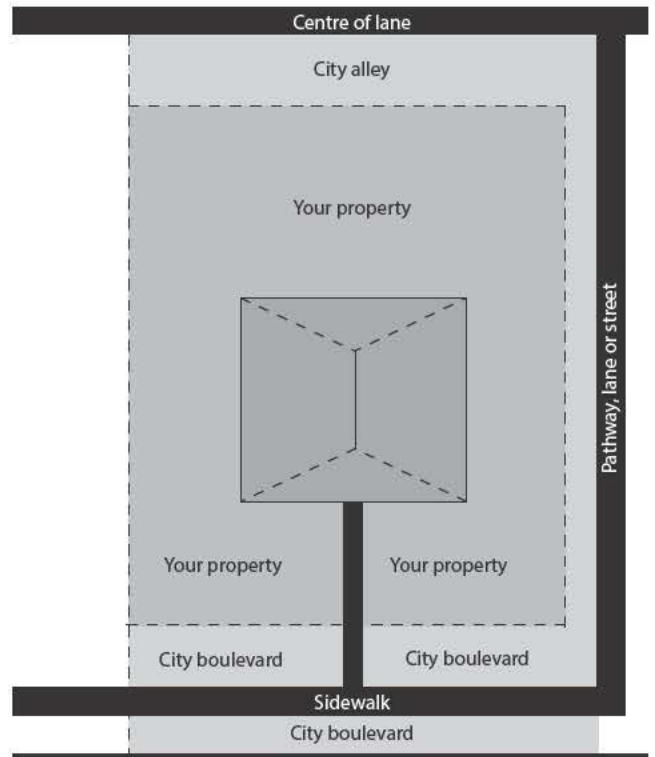 Centre of lane
City alley
Your property
Pathway, lane or street
Your property
Your property
City boulevard
City boulevard
Sidewalk
City boulevard